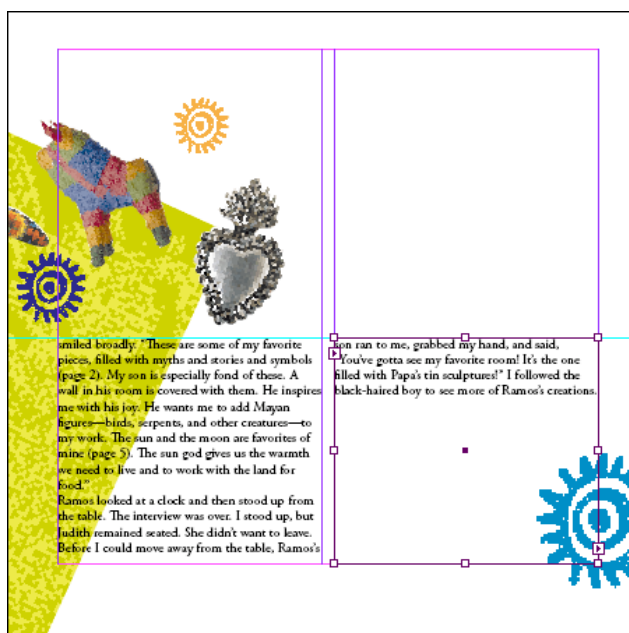 smiled broadly. “These are some of my favorite
pieces, filled with myths and stories and symbols
(page 2). My son is especially fond of these. A
wall in his room is covered with them. He inspires
me with his joy. He wants me to add Mayan
figures—birds, serpents, and other creatures—to
my work. The sun and the moon are favorites of
mine (page 5). The sun god gives us the warmth
we need to live and to work with the land for
food.”
Ramos looked at a clock and then stood up from
the table. The interview was over. I stood up, but
Judith remained seated. She didn’t want to leave.
Before I could move away from the table, Ramos’s
son ran to me, grabbed my hand, and said,
“You’ve gotta see my favorite room! It’s the one
filled with Papa’s tin sculptures!” I followed the
black-haired boy to see more of Ramos’s creations.